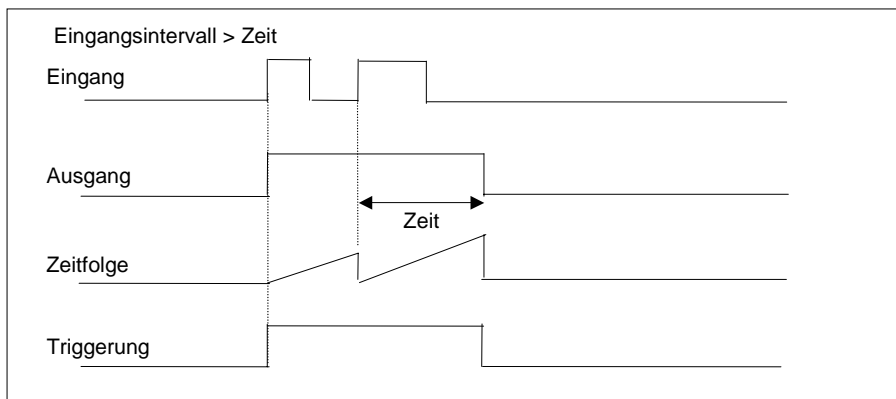 Eingangsintervall > Zeit
Eingang
Ausgang
Zeit
Zeitfolge
Triggerung